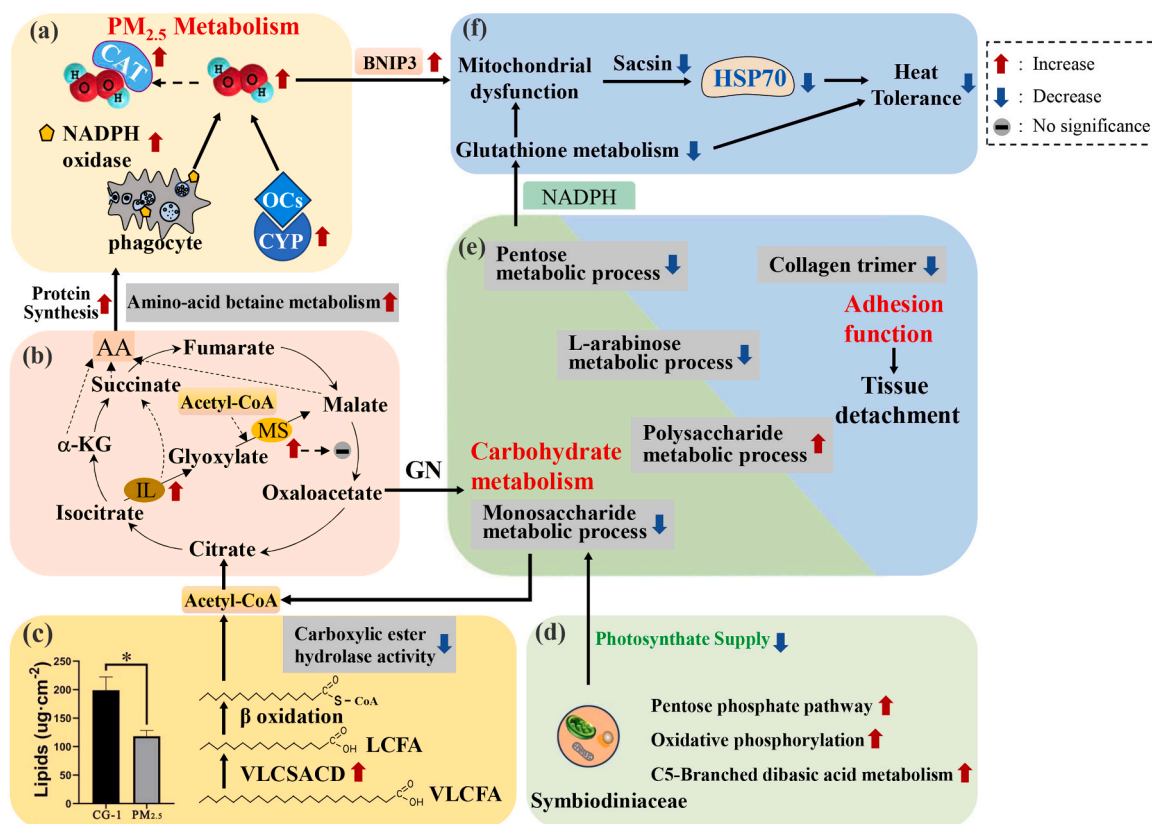 (a)
PM2.5 Metabolism
CAT
H
O
O
H
H
O
O
H
NADPH
oxidase
phagocyte
OCs
CYP
BNIP3
(f)
Mitochondrial
dysfunction
Sacsin
HSP70
Heat
Tolerance
Glutathione metabolism
: Increase
: Decrease
: No significance
NADPH
Protein
Synthesis
Amino-acid betaine metabolism
(b)
AA
Fumarate
Succinate
Acetyl-CoA
Malate
MS
α-KG
Glyoxylate
IL
Isocitrate
Oxaloacetate
Citrate
GN
(e)
Pentose
metabolic process
Collagen trimer
Adhesion
function
L-arabinose
metabolic process
Tissue
detachment
Polysaccharide
metabolic process
Carbohydrate
metabolism
Monosaccharide
metabolic process
Acetyl-CoA
(c)
Carboxylic ester
hydrolase activity
Lipids (ug·cm-2)
250
200
150
100
50
0
*
CG-1
PM2.5
O
S
CoA
β oxidation
O
OH
LCFA
VLCSACD
O
OH
VLCFA
(d)
Photosynthate Supply
Pentose phosphate pathway
Oxidative phosphorylation
C5-Branched dibasic acid metabolism
Symbiodiniaceae